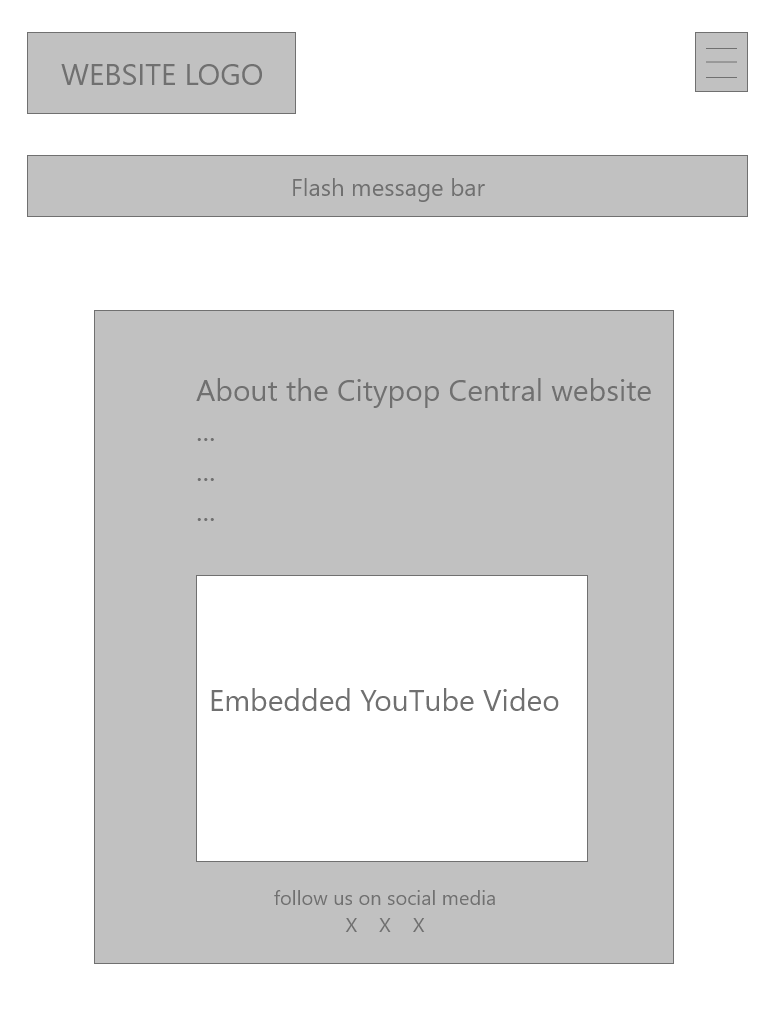 WEBSITE LOGO
Flash message bar
About the Citypop Central website
...
...
...
Embedded YouTube Video
follow us on social media
X X X